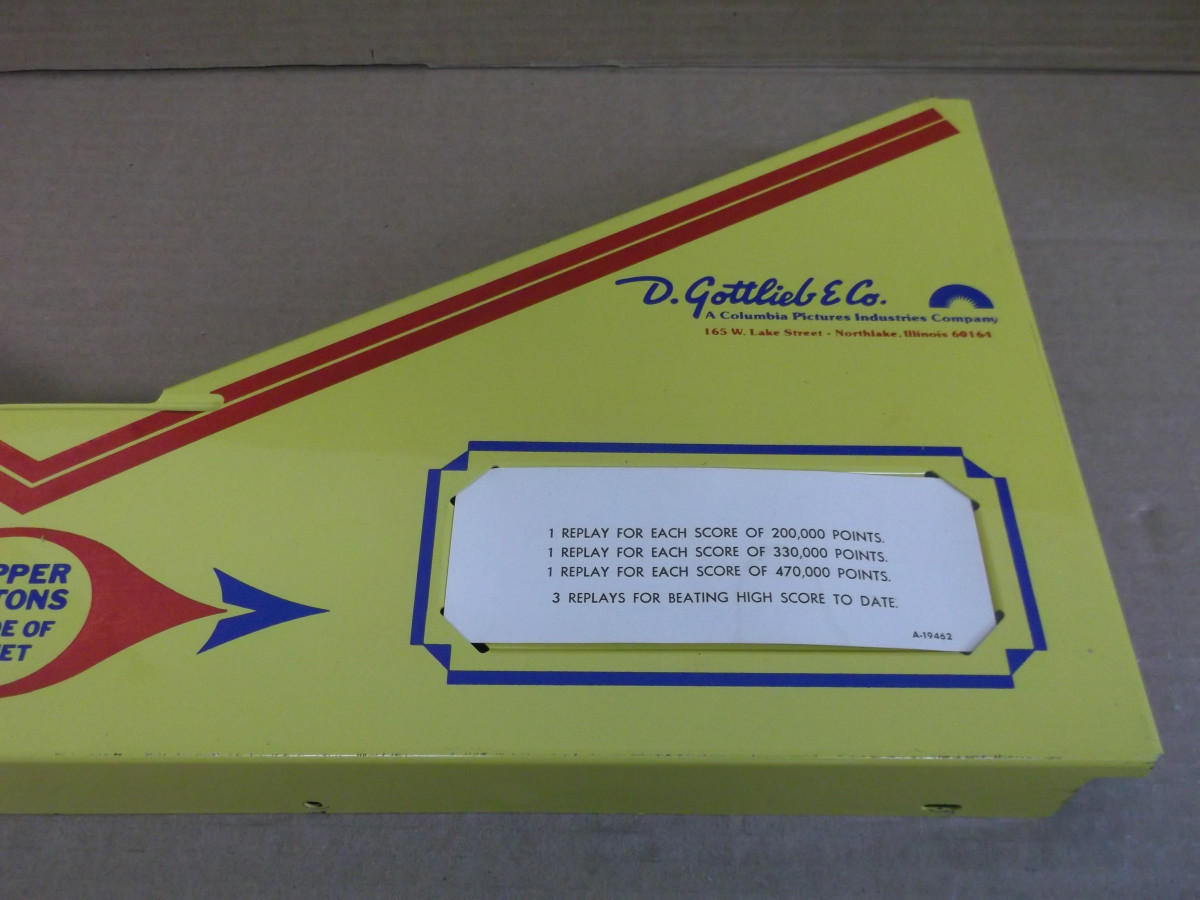 D. Gottlieb & Co.
A Columbia Pictures Industries Company
165 W. Lake Street - Northlake, Illinois 60164
1 REPLAY FOR EACH SCORE OF 200,000 POINTS.
1 REPLAY FOR EACH SCORE OF 330,000 POINTS.
1 REPLAY FOR EACH SCORE OF 470,000 POINTS.
3 REPLAYS FOR BEATING HIGH SCORE TO DATE.
A-19462
PPER
TONS
DE OF
ET